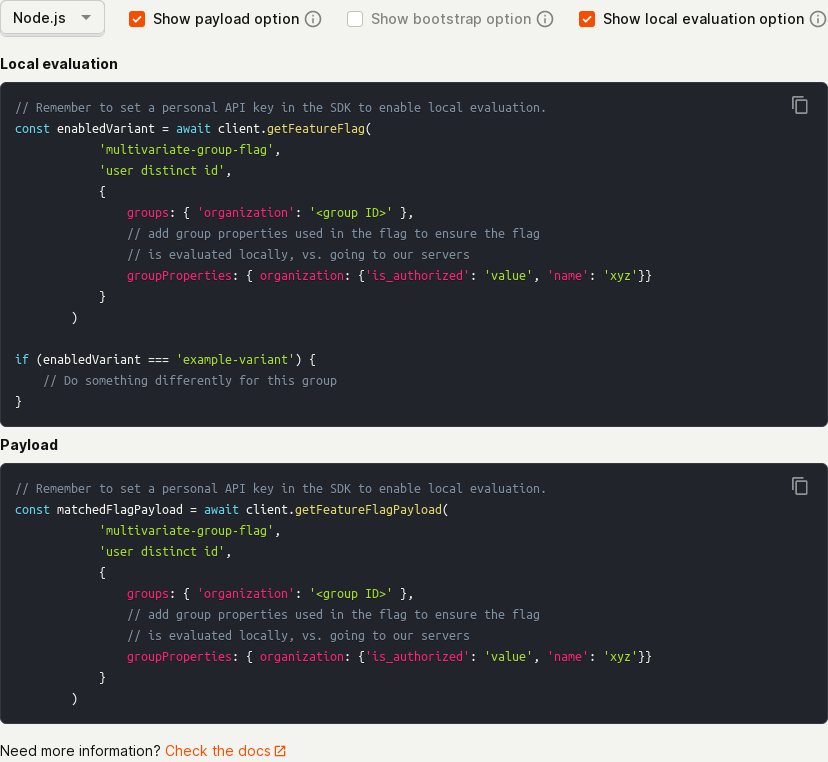 Node.js Show payload option Show bootstrap option Show local evaluation option
Local evaluation
// Remember to set a personal API key in the SDK to enable local evaluation.
const enabledVariant = await client.getFeatureFlag(
            'multivariate-group-flag',
            'user distinct id',
            {
                groups: { 'organization': '<group ID>' },
                // add group properties used in the flag to ensure the flag
                // is evaluated locally, vs. going to our servers
                groupProperties: { organization: {'is_authorized': 'value', 'name': 'xyz'}}
            }
        )
if (enabledVariant === 'example-variant') {
    // Do something differently for this group
}
Payload
// Remember to set a personal API key in the SDK to enable local evaluation.
const matchedFlagPayload = await client.getFeatureFlagPayload(
            'multivariate-group-flag',
            'user distinct id',
            {
                groups: { 'organization': '<group ID>' },
                // add group properties used in the flag to ensure the flag
                // is evaluated locally, vs. going to our servers
                groupProperties: { organization: {'is_authorized': 'value', 'name': 'xyz'}}
            }
        )
Need more information? Check the docs